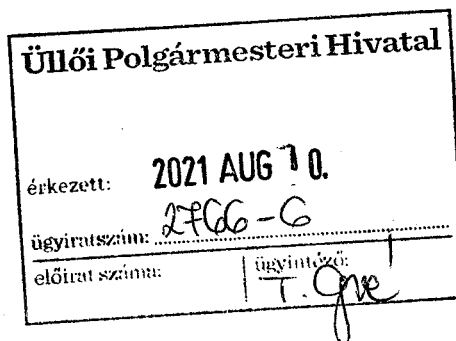 Üllői Polgármesteri Hivatal
érkezett: 2021 AUG 10.
ügyiratszám: 2766-6
előirat száma:
ügyintéző:
T.